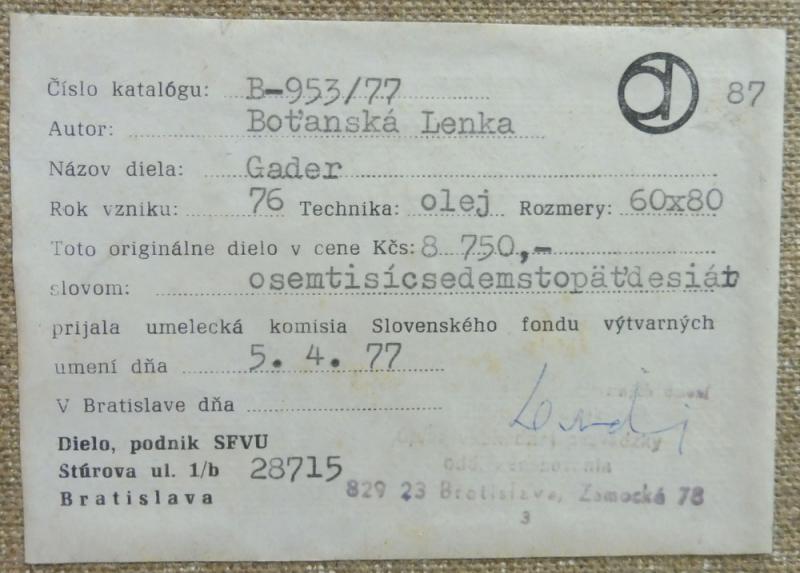 Číslo katalógu: B-953/77 87
Autor: Boťanská Lenka
Názov diela: Gader
Rok vzniku: 76 Technika: olej Rozmery: 60x80
Toto originálne dielo v cene Kčs: 8 750,-
slovom: osemtisícsedemstopäťdesiat
prijala umelecká komisia Slovenského fondu výtvarných
umení dňa 5. 4. 77
V Bratislave dňa
Dielo, podnik SFVU
Štúrova ul. 1/b 28715
Bratislava
829 23 Bratislava, Zámocká 78
3